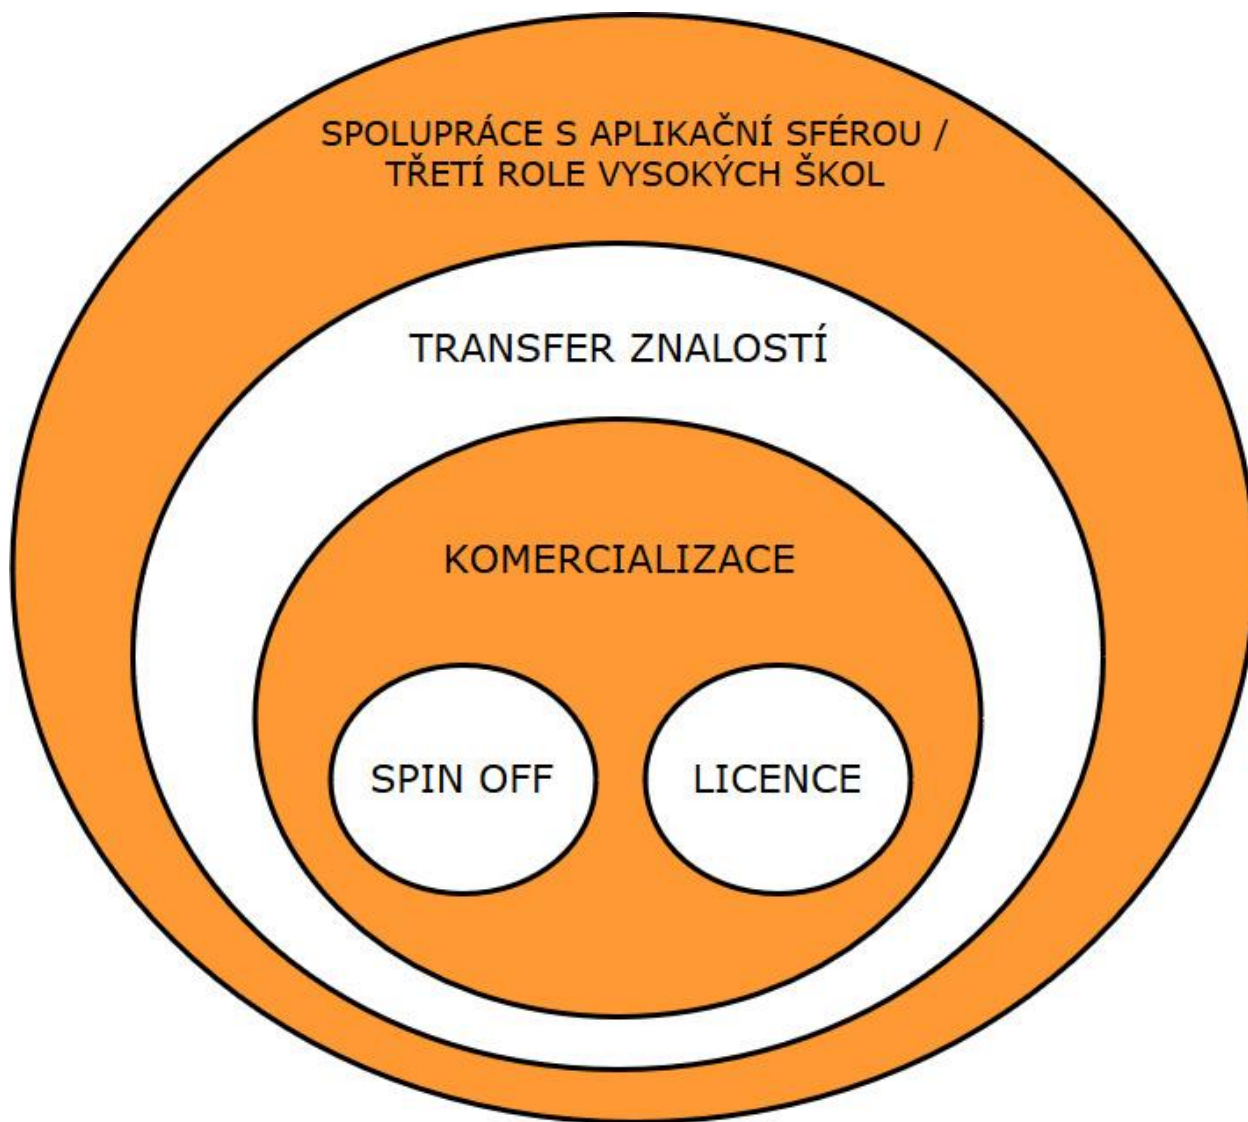 SPOLUPRÁCE S APLIKAČNÍ SFÉROU /
TŘETÍ ROLE VYSOKÝCH ŠKOL
TRANSFER ZNALOSTÍ
KOMERCIALIZACE
SPIN OFF
LICENCE